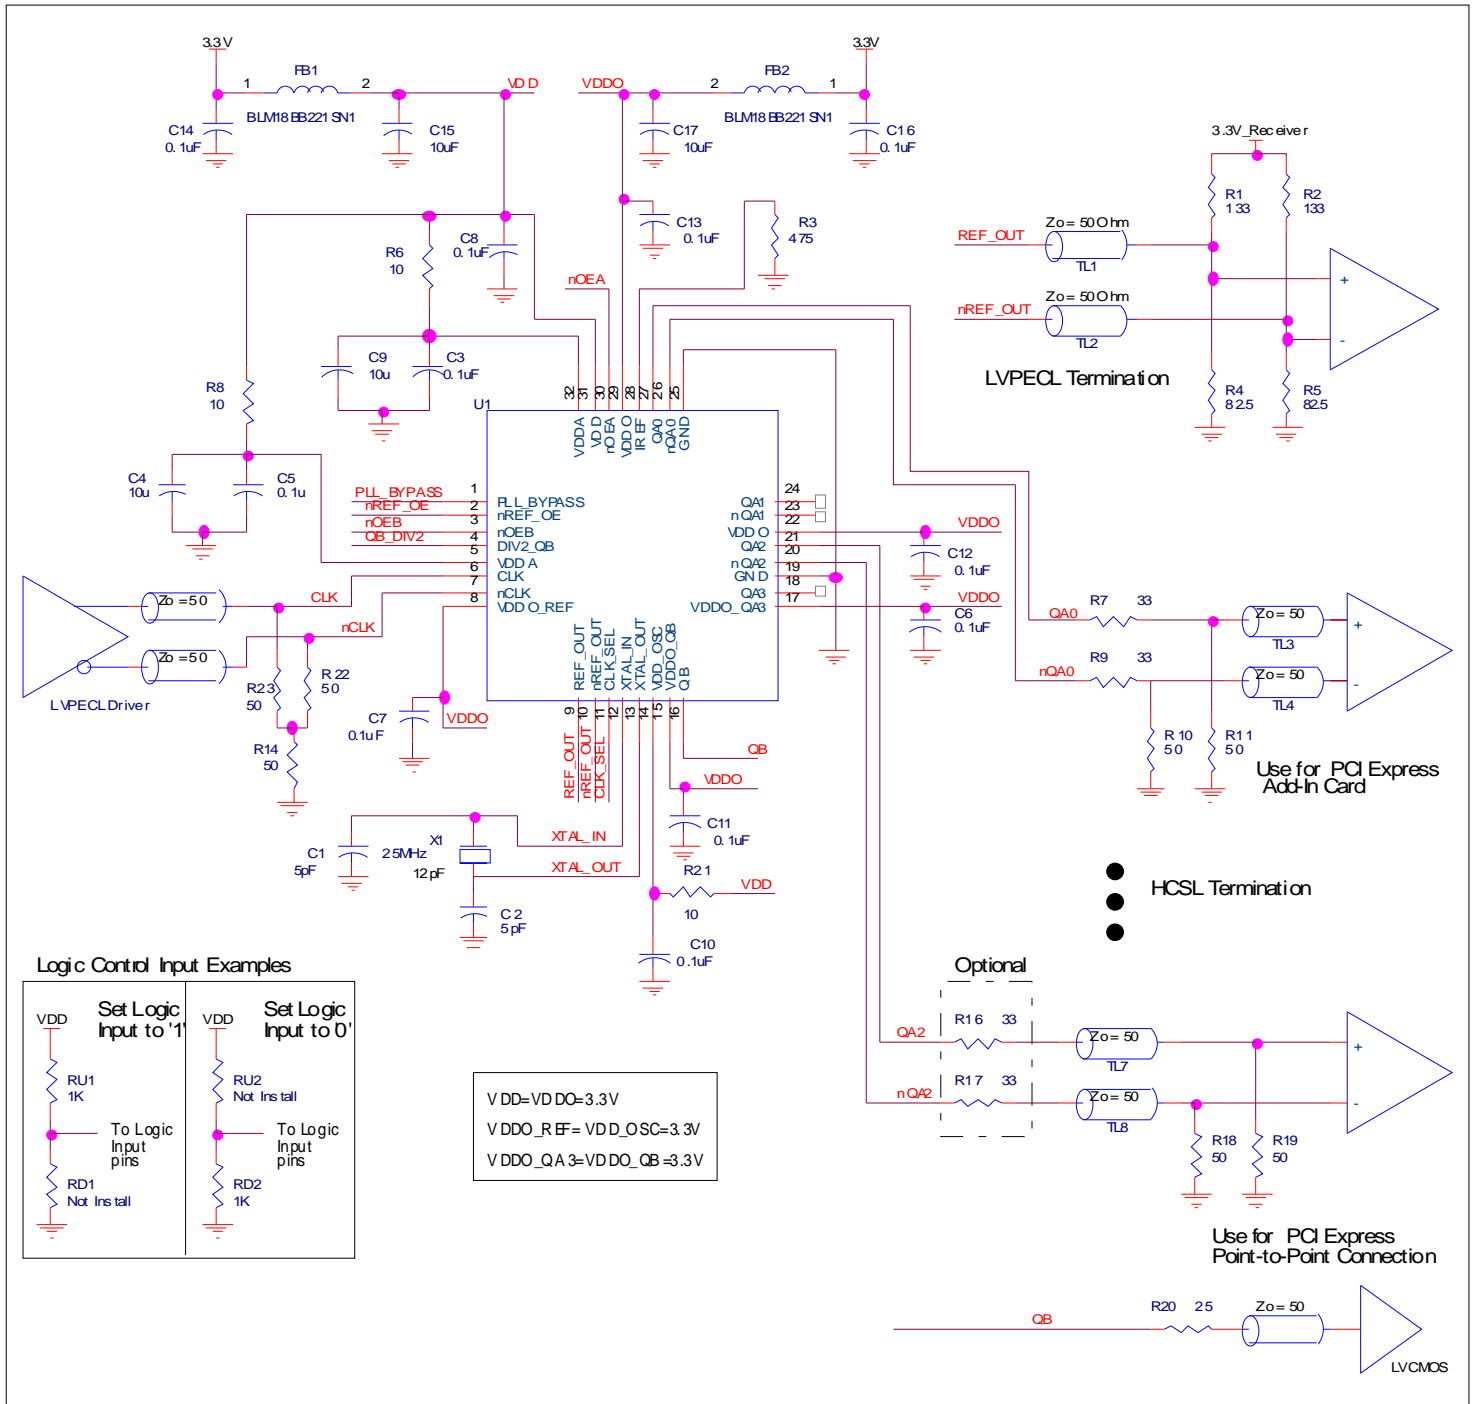 3.3V
FB1
1
2
BLM18BB221SN1
C14
0.1uF
C15
10uF
VDD
VDDO
3.3V
FB2
2
1
BLM18BB221SN1
C17
10uF
C16
0.1uF
C13
0.1uF
R3
475
C8
0.1uF
R6
10
nOEA
C9
10u
C3
0.1uF
R8
10
C4
10u
C5
0.1u
3.3V_Receiver
R1
133
R2
133
REF_OUT
Zo = 50 Ohm
TL1
nREF_OUT
Zo = 50 Ohm
TL2
+
-
LVPECL Termination
R4
82.5
R5
82.5
U1
32
31
30
29
28
27
26
25
VDDA
VDD
nOEA
VDDO
IREF
QA0
nQA0
GND
PLL_BYPASS
nREF_OE
nOEB
QB_DIV2
1
2
3
4
5
6
7
8
PLL_BYPASS
nREF_OE
nOEB
DIV2_QB
VDDA
CLK
nCLK
VDDO_REF
24
23
22
21
20
19
18
17
QA1
nQA1
VDDO
QA2
nQA2
GND
QA3
VDDO_QA3
REF_OUT
nREF_OUT
CLK_SEL
XTAL_IN
XTAL_OUT
VDD_OSC
VDDO_QB
QB
9
10
11
12
13
14
15
16
REF_OUT
nREF_OUT
CLK_SEL
VDDO
C12
0.1uF
VDDO
C6
0.1uF
Zo = 50
CLK
Zo = 50
nCLK
R23
50
R22
50
LVPECL Driver
R14
50
C7
0.1uF
VDDO
QB
VDDO
C11
0.1uF
QA0
R7 33
Zo = 50
TL3
nQA0
R9 33
Zo = 50
TL4
+
-
R10
50
R11
50
Use for PCI Express
Add-In Card
C1
5pF
X1
25MHz
12pF
XTAL_IN
XTAL_OUT
C2
5pF
R21
10
VDD
C10
0.1uF
HCSL Termination
Logic Control Input Examples
Set Logic
Input to '1'
VDD
RU1
1K
To Logic
Input
pins
RD1
Not Install
Set Logic
Input to '0'
VDD
RU2
Not Install
To Logic
Input
pins
RD2
1K
VDD=VDDO=3.3V
VDDO_REF=VDD_OSC=3.3V
VDDO_QA3=VDDO_QB=3.3V
Optional
QA2
R16 33
Zo = 50
TL7
nQA2
R17 33
Zo = 50
TL8
+
-
R18
50
R19
50
Use for PCI Express
Point-to-Point Connection
QB
R20 25
Zo = 50
LVCMOS